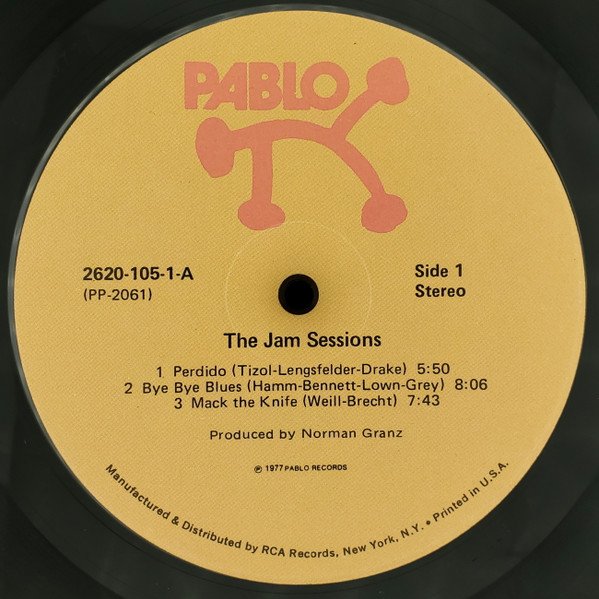 PABLO
2620-105-1-A
(PP-2061)
Side 1
Stereo
The Jam Sessions
1 Perdido (Tizol-Lengsfelder-Drake) 5:50
2 Bye Bye Blues (Hamm-Bennett-Lown-Grey) 8:06
3 Mack the Knife (Weill-Brecht) 7:43
Produced by Norman Granz
℗ 1977 PABLO RECORDS
Manufactured & Distributed by RCA Records, New York, N.Y. • Printed in U.S.A.